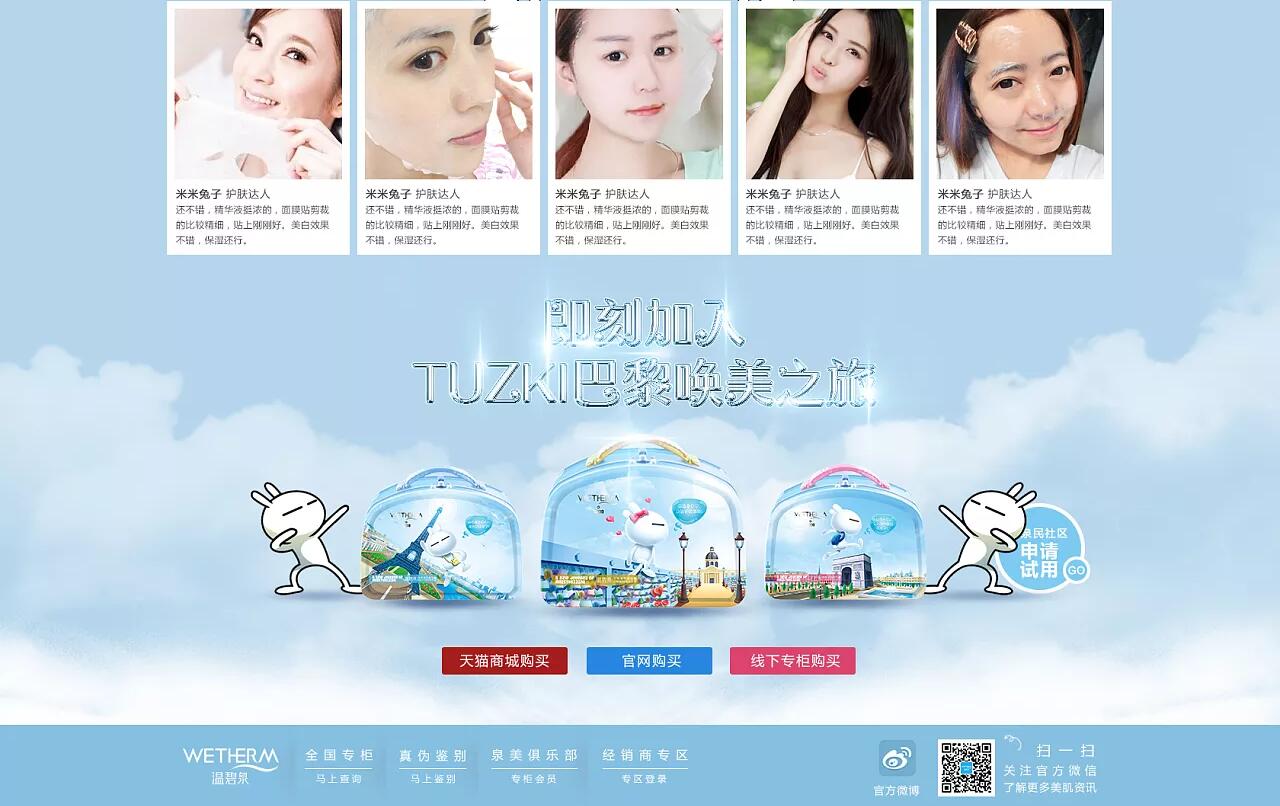 米米兔子 护肤达人
还不错，精华液挺浓的，面膜贴剪裁
的比较精细，贴上刚刚好。美白效果
不错，保湿还行。
米米兔子 护肤达人
还不错，精华液挺浓的，面膜贴剪裁
的比较精细，贴上刚刚好。美白效果
不错，保湿还行。
米米兔子 护肤达人
还不错，精华液挺浓的，面膜贴剪裁
的比较精细，贴上刚刚好。美白效果
不错，保湿还行。
米米兔子 护肤达人
还不错，精华液挺浓的，面膜贴剪裁
的比较精细，贴上刚刚好。美白效果
不错，保湿还行。
米米兔子 护肤达人
还不错，精华液挺浓的，面膜贴剪裁
的比较精细，贴上刚刚好。美白效果
不错，保湿还行。
即刻加入
TUZKI巴黎唤美之旅
WETHERM
WETHERM
WETHERM
泉民社区
申请
试用
GO
天猫商城购买
官网购买
线下专柜购买
WETHERM
温碧泉
全国专柜
马上查询
真伪鉴别
马上鉴别
泉美俱乐部
专柜会员
经销商专区
专区登录
官方微博
扫一扫
关注官方微信
了解更多美肌资讯